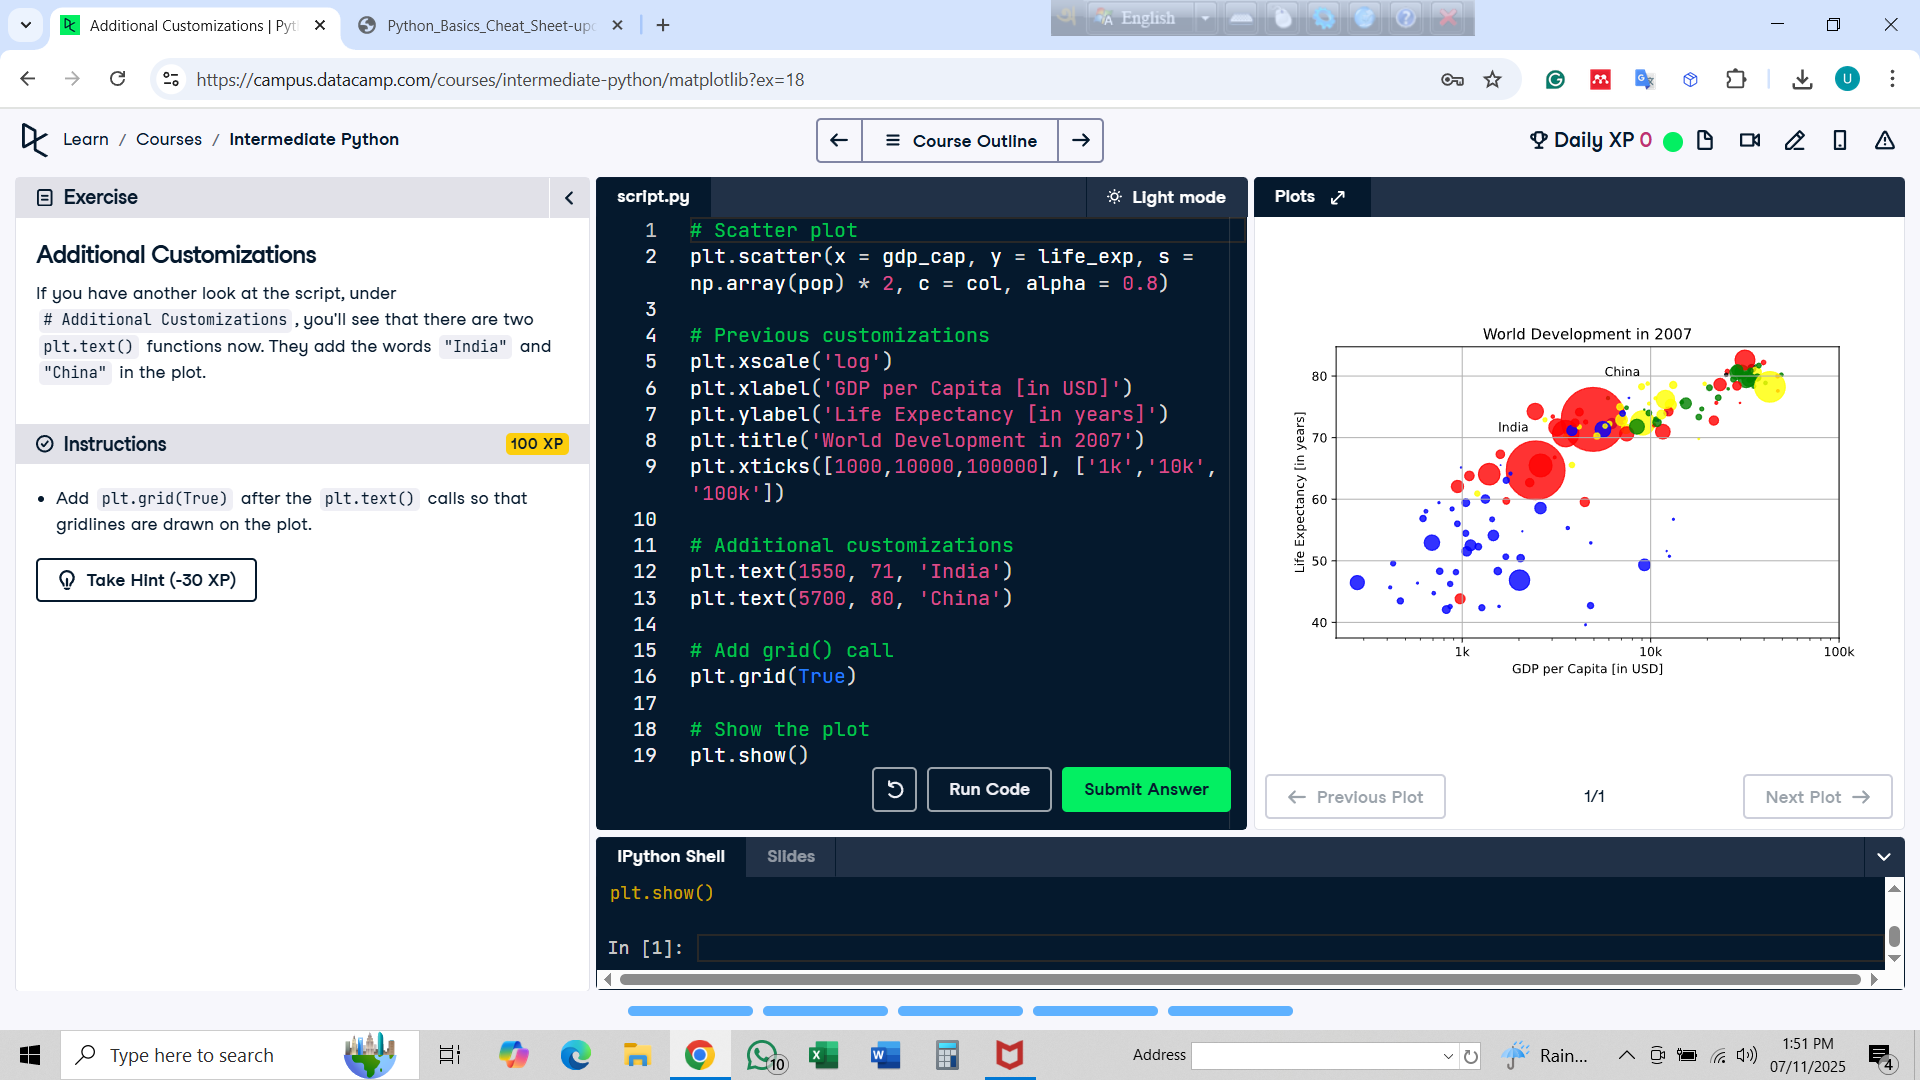 Additional Customizations | Pyt
Python_Basics_Cheat_Sheet-upd
English
https://campus.datacamp.com/courses/intermediate-python/matplotlib?ex=18
U
Learn / Courses / Intermediate Python
Course Outline
Daily XP 0
Exercise
Additional Customizations
If you have another look at the script, under
# Additional Customizations , you'll see that there are two
plt.text() functions now. They add the words "India" and
"China" in the plot.
Instructions
100 XP
• Add plt.grid(True) after the plt.text() calls so that
gridlines are drawn on the plot.
Take Hint (-30 XP)
script.py
Light mode
1 # Scatter plot
2 plt.scatter(x = gdp_cap, y = life_exp, s =
np.array(pop) * 2, c = col, alpha = 0.8)
3
4 # Previous customizations
5 plt.xscale('log')
6 plt.xlabel('GDP per Capita [in USD]')
7 plt.ylabel('Life Expectancy [in years]')
8 plt.title('World Development in 2007')
9 plt.xticks([1000,10000,100000], ['1k','10k',
'100k'])
10
11 # Additional customizations
12 plt.text(1550, 71, 'India')
13 plt.text(5700, 80, 'China')
14
15 # Add grid() call
16 plt.grid(True)
17
18 # Show the plot
19 plt.show()
Run Code
Submit Answer
Plots
World Development in 2007
China
India
Life Expectancy [in years]
80
70
60
50
40
1k 10k 100k
GDP per Capita [in USD]
Previous Plot
1/1
Next Plot
IPython Shell
Slides
plt.show()
In [1]:
Type here to search
10
Address
Rain...
1:51 PM
07/11/2025
4